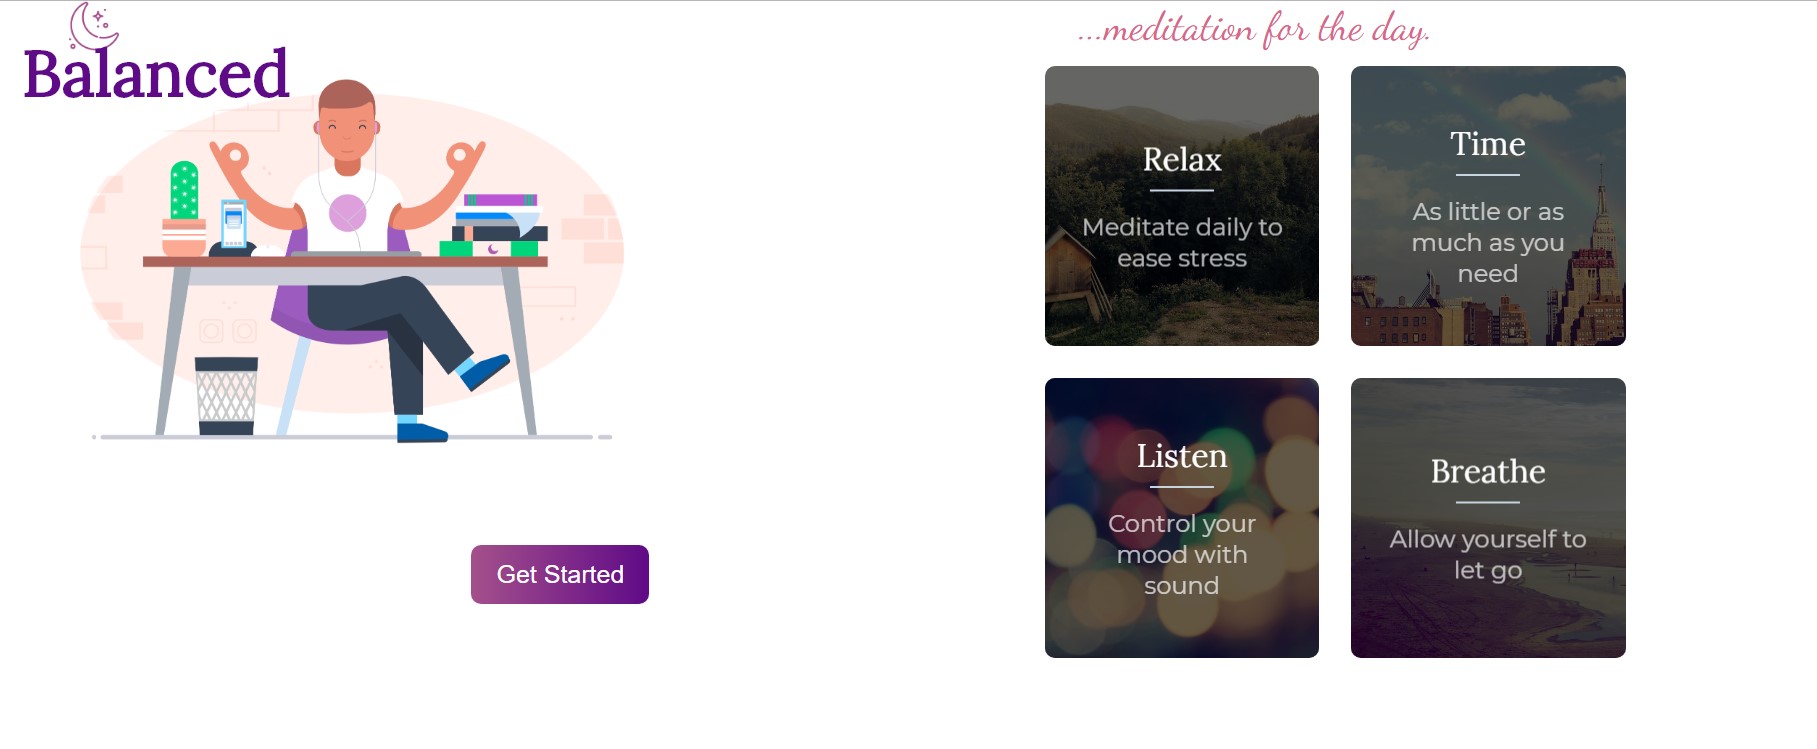 Balanced
Get Started
...meditation for the day.
Relax
Meditate daily to
ease stress
Time
As little or as
much as you
need
Listen
Control your
mood with
sound
Breathe
Allow yourself to
let go